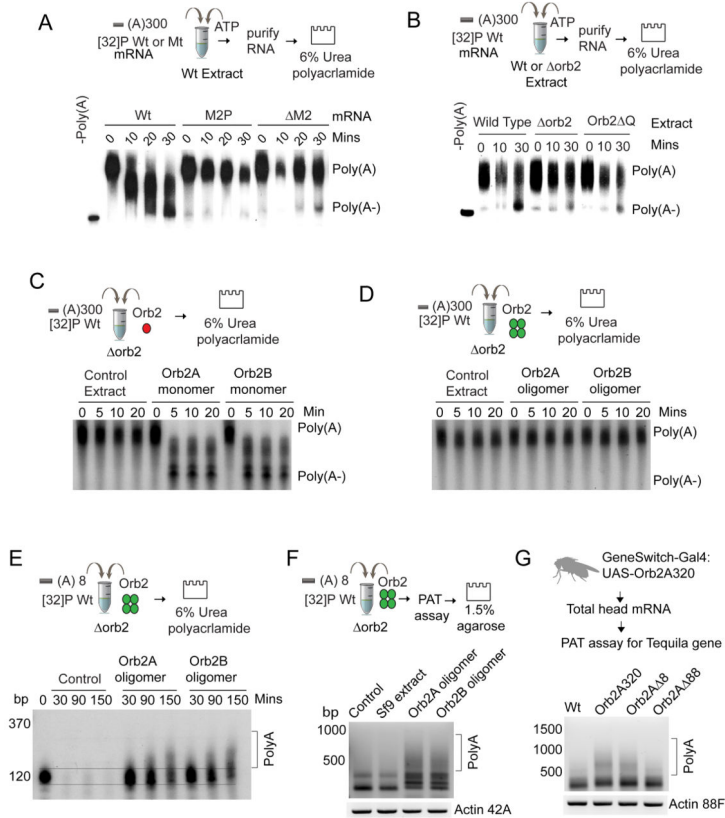 A
(A)300
[32]P Wt or Mt
mRNA
ATP
purify
RNA
Wt Extract
6% Urea
polyacrlamide
-Poly(A)
Wt M2P ΔM2 mRNA
0 10 20 30 0 10 20 30 0 10 20 30 Mins
Poly(A)
Poly(A-)
B
(A)300
[32]P Wt
mRNA
ATP
purify
RNA
Wt or Δorb2
Extract
6% Urea
polyacrlamide
-Poly(A)
Wild Type Δorb2 Orb2ΔQ Extract
0 10 30 0 10 30 0 10 30 Mins
Poly(A)
Poly(A-)
C
(A)300
[32]P Wt
Orb2
Δorb2
6% Urea
polyacrlamide
Control
Extract
Orb2A
monomer
Orb2B
monomer
0 5 10 20 0 5 10 20 0 5 10 20 Min
Poly(A)
Poly(A-)
D
(A)300
[32]P Wt
Orb2
Δorb2
6% Urea
polyacrlamide
Control
Extract
Orb2A
oligomer
Orb2B
oligomer
0 5 10 20 0 5 10 20 0 5 10 20 Mins
Poly(A)
Poly(A-)
E
(A) 8
[32]P Wt
Orb2
Δorb2
6% Urea
polyacrlamide
Control
Orb2A
oligomer
Orb2B
oligomer
bp 0 30 90 150 30 90 150 30 90 150 Mins
370
120
PolyA
F
(A) 8
[32]P Wt
Orb2
Δorb2
PAT
assay
1.5%
agarose
Control
Sf9 extract
Orb2A oligomer
Orb2B oligomer
bp
1000
500
PolyA
Actin 42A
G
GeneSwitch-Gal4:
UAS-Orb2A320
Total head mRNA
PAT assay for Tequila gene
Wt
Orb2A320
Orb2AΔ8
Orb2AΔ88
1500
1000
500
PolyA
Actin 88F